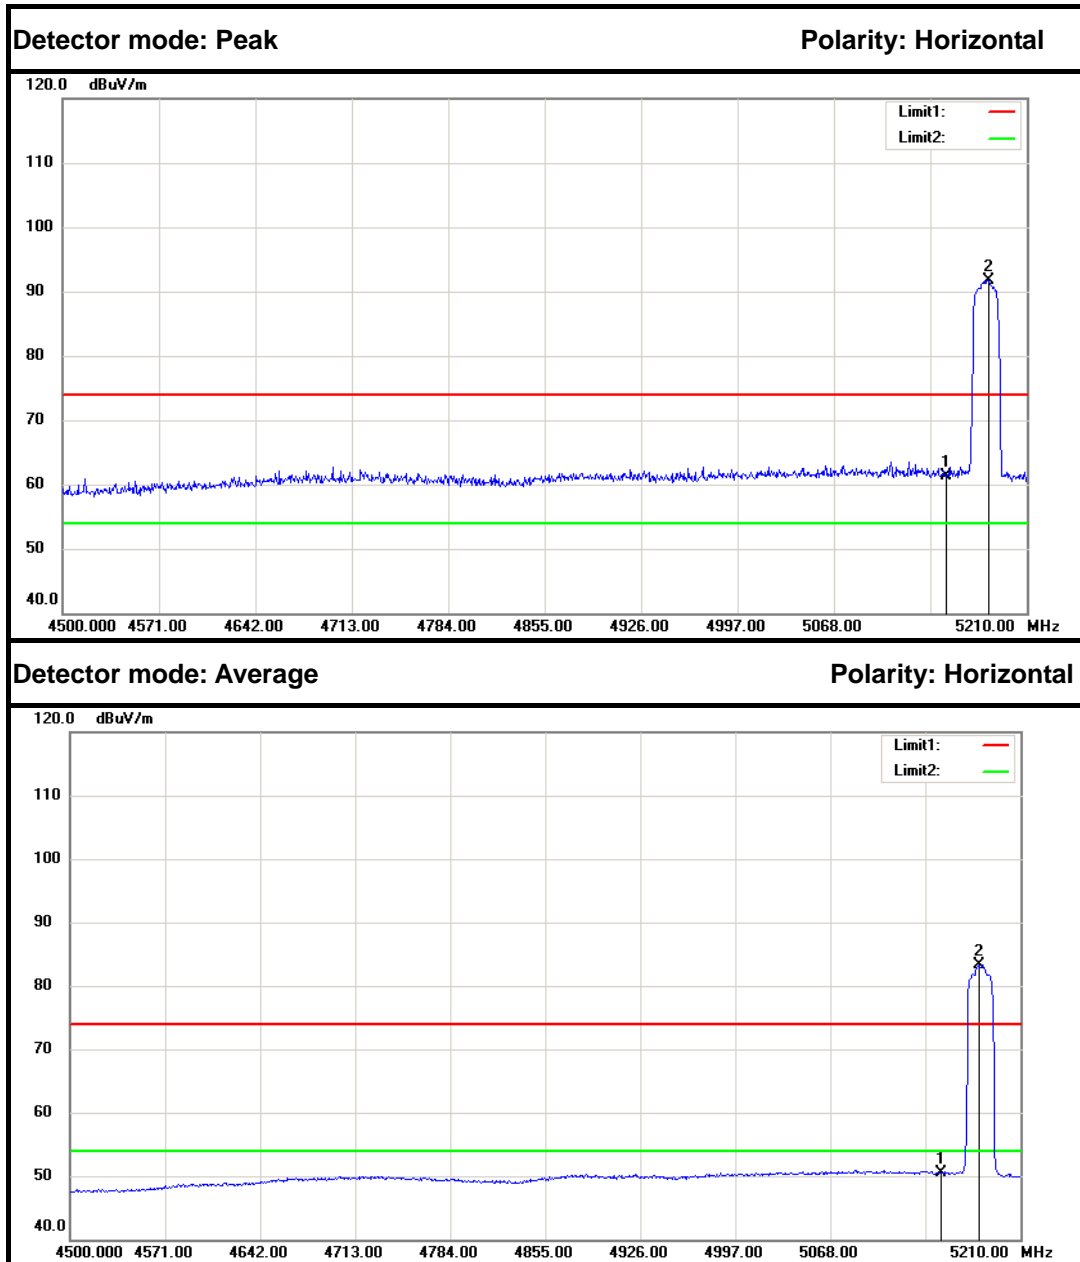 Detector mode: Peak Polarity: Horizontal
120.0 dBuV/m
Limit1:
Limit2:
110
100
90
80
70
60
50
40.0
2
1
4500.000 4571.00 4642.00 4713.00 4784.00 4855.00 4926.00 4997.00 5068.00 5210.00 MHz
Detector mode: Average Polarity: Horizontal
120.0 dBuV/m
Limit1:
Limit2:
110
100
90
80
70
60
50
40.0
2
1
4500.000 4571.00 4642.00 4713.00 4784.00 4855.00 4926.00 4997.00 5068.00 5210.00 MHz